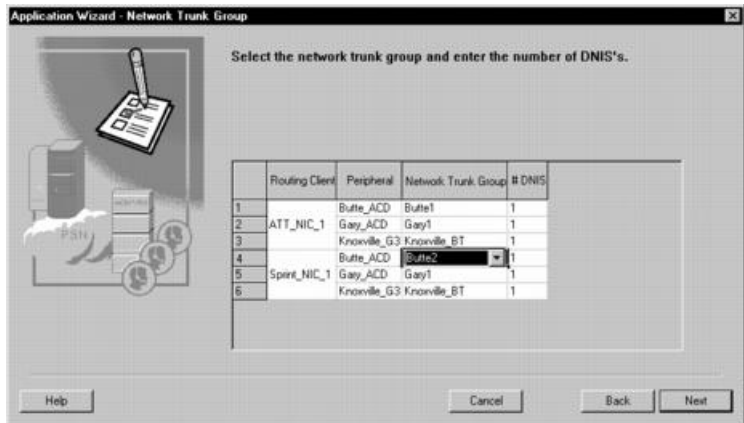 Application Wizard - Network Trunk Group
Select the network trunk group and enter the number of DNIS's.
Routing Client Peripheral Network Trunk Group # DNIS
1 Butte_ACD Butte1 1
2 ATT_NIC_1 Gary_ACD Gary1 1
3 Knoxville_G3 Knoxville_BT 1
4 Butte_ACD Butte2 1
5 Sprint_NIC_1 Gary_ACD Gary1 1
6 Knoxville_G3 Knoxville_BT 1
PSN
Help Cancel Back Next